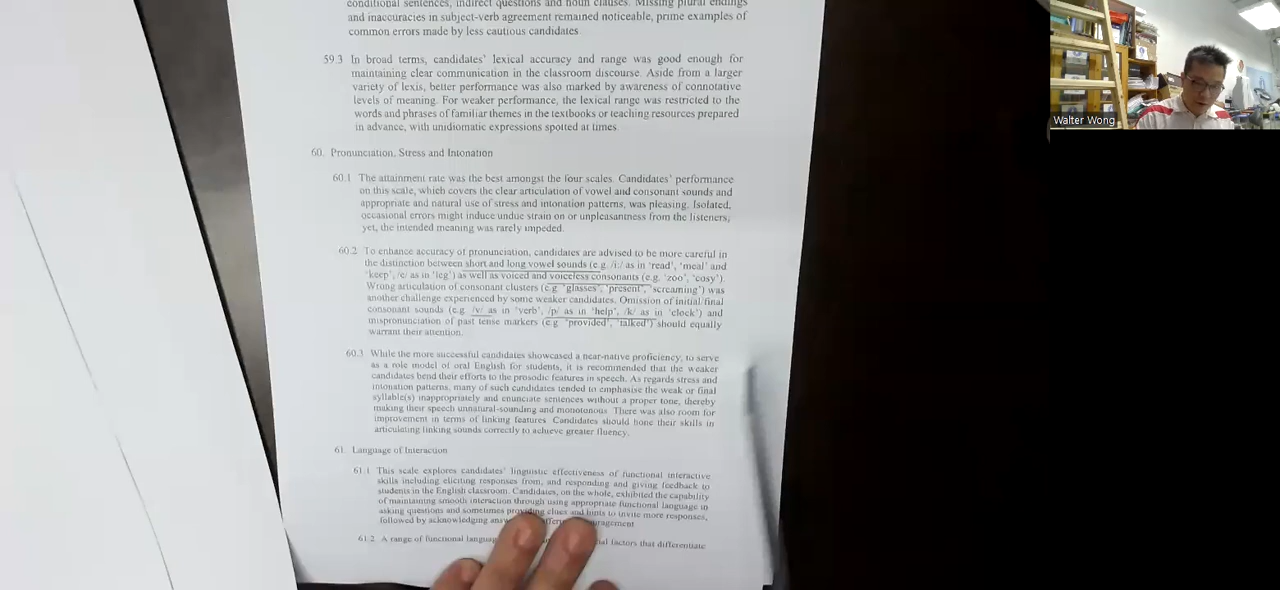 conditional sentences, indirect questions and noun clauses. Missing plural endings
and inaccuracies in subject-verb agreement remained noticeable, prime examples of
common errors made by less cautious candidates.
59.3 In broad terms, candidates' lexical accuracy and range was good enough for
maintaining clear communication in the classroom discourse. Aside from a larger
variety of lexis, better performance was also marked by awareness of connotative
levels of meaning. For weaker performance, the lexical range was restricted to the
words and phrases of familiar themes in the textbooks or teaching resources prepared
in advance, with unidiomatic expressions spotted at times.
60. Pronunciation, Stress and Intonation
60.1 The attainment rate was the best amongst the four scales. Candidates' performance
on this scale, which covers the clear articulation of vowel and consonant sounds and
appropriate and natural use of stress and intonation patterns, was pleasing. Isolated,
occasional errors might induce undue strain on or unpleasantness from the listeners,
yet, the intended meaning was rarely impeded.
60.2 To enhance accuracy of pronunciation, candidates are advised to be more careful in
the distinction between short and long vowel sounds (e.g. /i:/ as in 'read', 'meal' and
'keep', /e/ as in 'leg') as well as voiced and voiceless consonants (e.g. 'zoo', 'cosy').
Wrong articulation of consonant clusters (e.g. 'glasses', 'present', 'screaming') was
another challenge experienced by some weaker candidates. Omission of initial/final
consonant sounds (e.g. /v/ as in 'verb', /p/ as in 'help', /k/ as in 'clock') and
mispronunciation of past tense markers (e.g. 'provided', 'talked') should equally
warrant their attention.
60.3 While the more successful candidates showcased a near-native proficiency, to serve
as a role model of oral English for students, it is recommended that the weaker
candidates bend their efforts to the prosodic features in speech. As regards stress and
intonation patterns, many of such candidates tended to emphasise the weak or final
syllable(s) inappropriately and enunciate sentences without a proper tone, thereby
making their speech unnatural-sounding and monotonous. There was also room for
improvement in terms of linking features. Candidates should hone their skills in
articulating linking sounds correctly to achieve greater fluency.
61. Language of Interaction
61.1 This scale explores candidates' linguistic effectiveness of functional interactive
skills including eliciting responses from, and responding and giving feedback to
students in the English classroom. Candidates, on the whole, exhibited the capability
of maintaining smooth interaction through using appropriate functional language in
asking questions and sometimes providing clues and hints to invite more responses,
followed by acknowledging
61.2 A range of functional factors that differentiate
Walter Wong